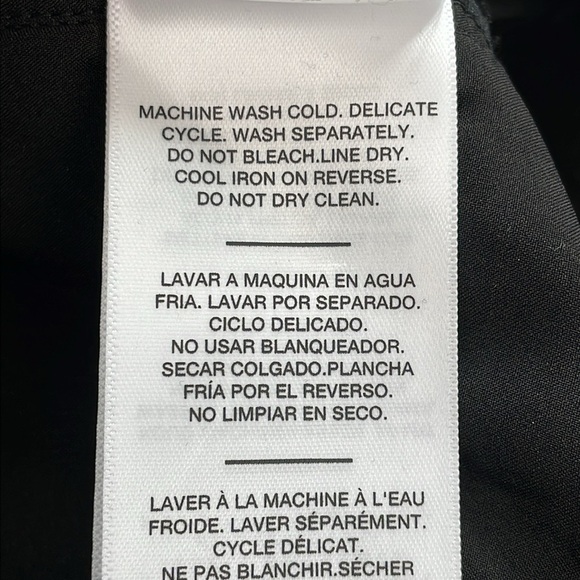 MACHINE WASH COLD. DELICATE
CYCLE. WASH SEPARATELY.
DO NOT BLEACH.LINE DRY.
COOL IRON ON REVERSE.
DO NOT DRY CLEAN.
LAVAR A MAQUINA EN AGUA
FRIA. LAVAR POR SEPARADO.
CICLO DELICADO.
NO USAR BLANQUEADOR.
SECAR COLGADO.PLANCHA
FRÍA POR EL REVERSO.
NO LIMPIAR EN SECO.
LAVER À LA MACHINE À L'EAU
FROIDE. LAVER SÉPARÉMENT.
CYCLE DÉLICAT.
NE PAS BLANCHIR.SÉCHER